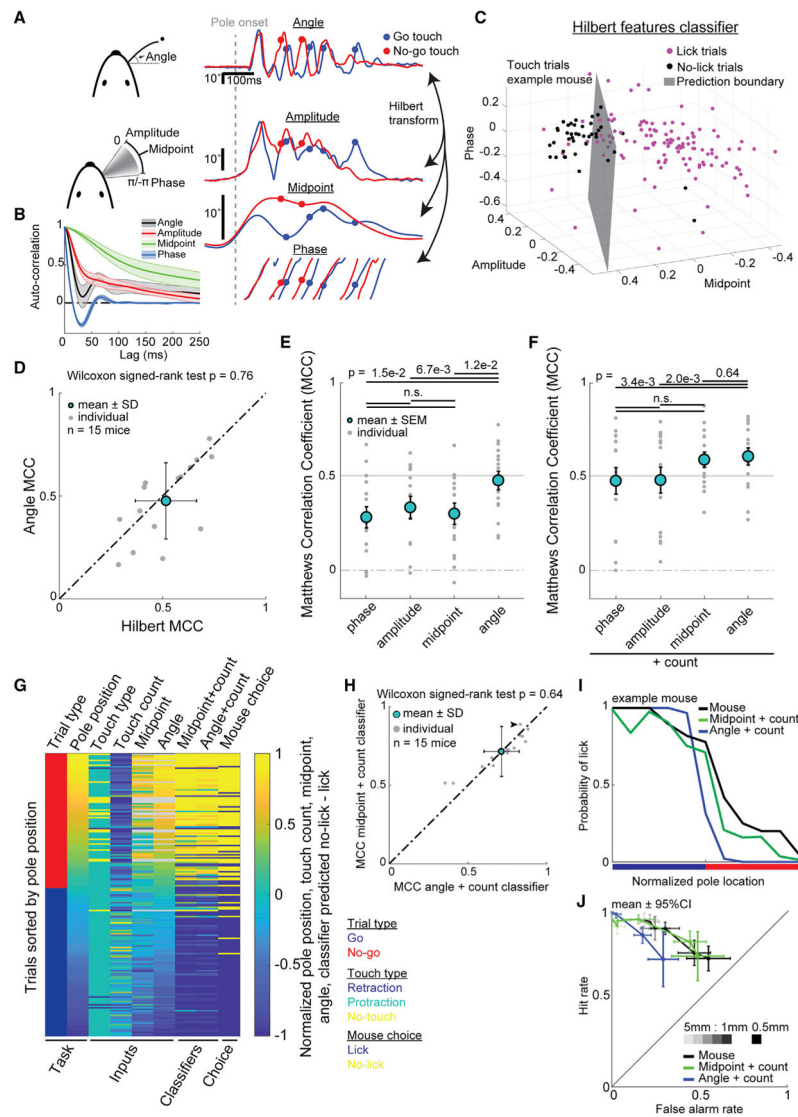 A
Angle
Pole onset
Angle
Go touch
No-go touch
10°
100ms
Hilbert
transform
0
Amplitude
Midpoint
π/-π Phase
Amplitude
10°
Midpoint
10°
Phase
B
Auto-correlation
1
0.5
0
Angle
Amplitude
Midpoint
Phase
0 50 100 150 200 250
Lag (ms)
C
Hilbert features classifier
Touch trials
example mouse
Lick trials
No-lick trials
Prediction boundary
Phase
0.2
0
-0.2
-0.4
-0.6
0.4
0.2
0
-0.2
-0.4
Amplitude
0.4 0.2 0 -0.2 -0.4
Midpoint
D
Wilcoxon signed-rank test p = 0.76
mean ± SD
individual
n = 15 mice
Angle MCC
1
0.5
0
0 0.5 1
Hilbert MCC
E
p = 1.5e-2 6.7e-3 1.2e-2
n.s.
mean ± SEM
individual
Matthews Correlation Coefficient (MCC)
1
0.5
0
phase
amplitude
midpoint
angle
F
p = 3.4e-3 2.0e-3 0.64
n.s.
Matthews Correlation Coefficient (MCC)
1
0.5
0
phase
amplitude
midpoint
angle
+ count
G
Trial type
Pole position
Touch type
Touch count
Midpoint
Angle
Midpoint+count
Angle+count
Mouse choice
Trials sorted by pole position
Task
Inputs
Classifiers
Choice
1
0.5
0
-0.5
-1
Normalized pole position, touch count, midpoint,
angle, classifier predicted no-lick - lick
Trial type
Go
No-go
Touch type
Retraction
Protraction
No-touch
Mouse choice
Lick
No-lick
H
Wilcoxon signed-rank test p = 0.64
mean ± SD
individual
n = 15 mice
MCC midpoint + count classifier
1
0.5
0
0 0.5 1
MCC angle + count classifier
I
example mouse
Mouse
Midpoint + count
Angle + count
Probability of lick
1
0.5
0
Normalized pole location
J
mean ± 95%CI
Hit rate
1
0.5
0
5mm : 1mm 0.5mm
Mouse
Midpoint + count
Angle + count
0 0.5 1
False alarm rate